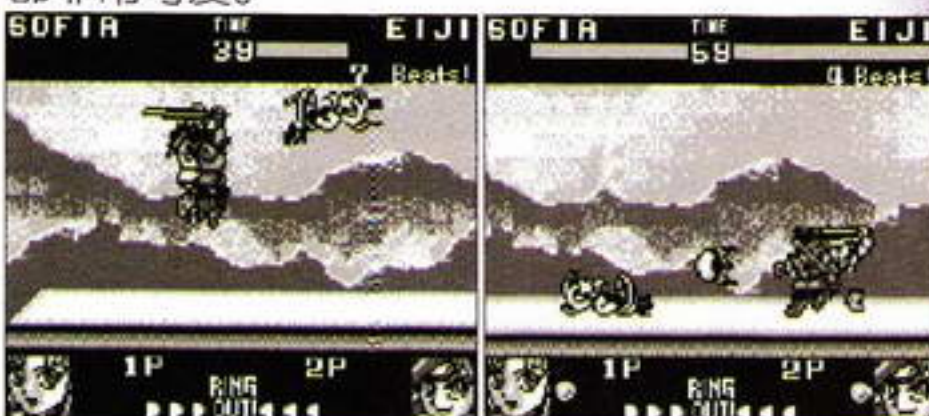 SOFIA TIME EIJI
39
7 Beats!
1P 2P
RING
OUT!
SOFIA TIME EIJI
59
4 Beats!
1P 2P
RING
OUT!